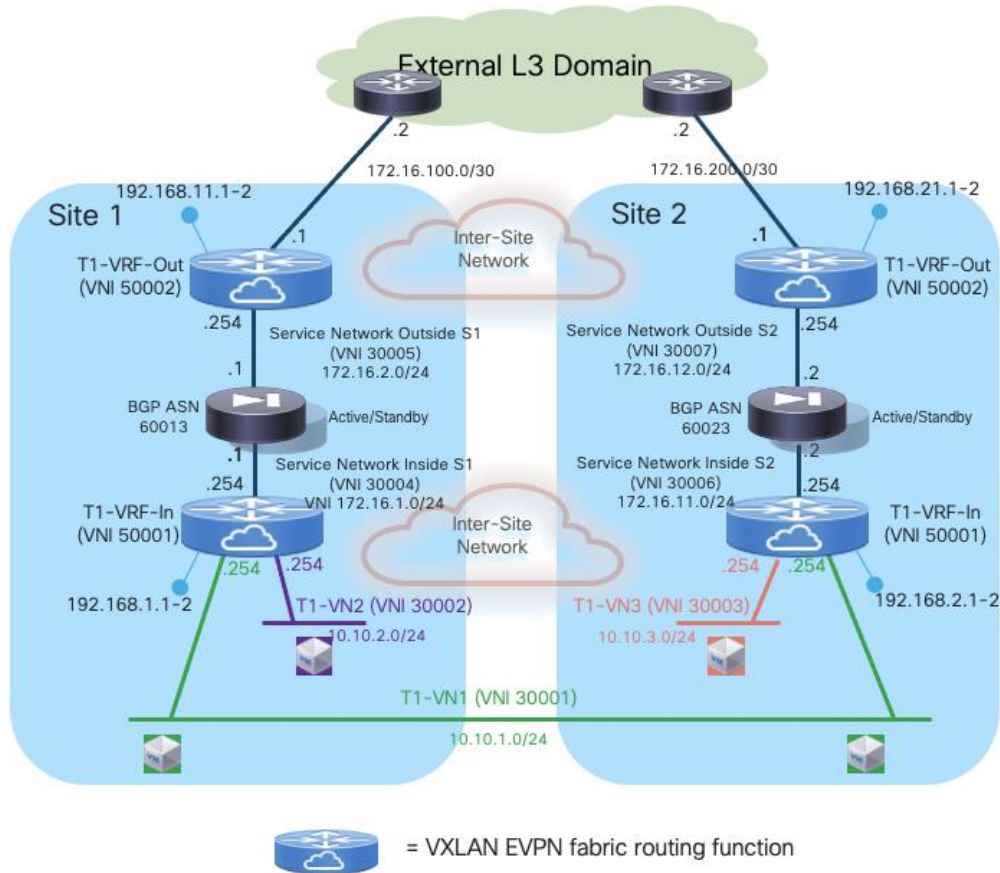 External L3 Domain
.2
.2
172.16.100.0/30
172.16.200.0/30
192.168.11.1-2
192.168.21.1-2
Site 1
Site 2
.1
.1
Inter-Site
Network
T1-VRF-Out
(VNI 50002)
T1-VRF-Out
(VNI 50002)
.254
.254
Service Network Outside S1
(VNI 30005)
172.16.2.0/24
Service Network Outside S2
(VNI 30007)
172.16.12.0/24
.1
.2
BGP ASN
60013
Active/Standby
BGP ASN
60023
Active/Standby
.1
.2
Service Network Inside S1
(VNI 30004)
VNI 172.16.1.0/24
Service Network Inside S2
(VNI 30006)
172.16.11.0/24
.254
.254
T1-VRF-In
(VNI 50001)
T1-VRF-In
(VNI 50001)
Inter-Site
Network
.254
.254
.254
.254
192.168.1.1-2
192.168.2.1-2
T1-VN2 (VNI 30002)
10.10.2.0/24
T1-VN3 (VNI 30003)
10.10.3.0/24
VM
VM
T1-VN1 (VNI 30001)
10.10.1.0/24
VM
VM
= VXLAN EVPN fabric routing function